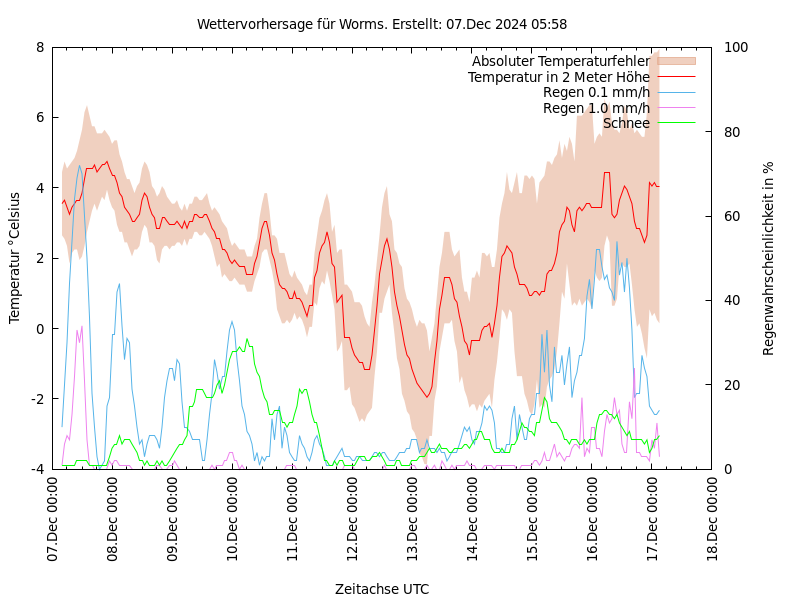 Wettervorhersage für Worms. Erstellt: 07.Dec 2024 05:58
Absoluter Temperaturfehler
Temperatur in 2 Meter Höhe
Regen 0.1 mm/h
Regen 1.0 mm/h
Schnee
Temperatur °Celsius
8
6
4
2
0
-2
-4
Regenwahrscheinlichkeit in %
100
80
60
40
20
0
07.Dec 00:00
08.Dec 00:00
09.Dec 00:00
10.Dec 00:00
11.Dec 00:00
12.Dec 00:00
13.Dec 00:00
14.Dec 00:00
15.Dec 00:00
16.Dec 00:00
17.Dec 00:00
18.Dec 00:00
Zeitachse UTC